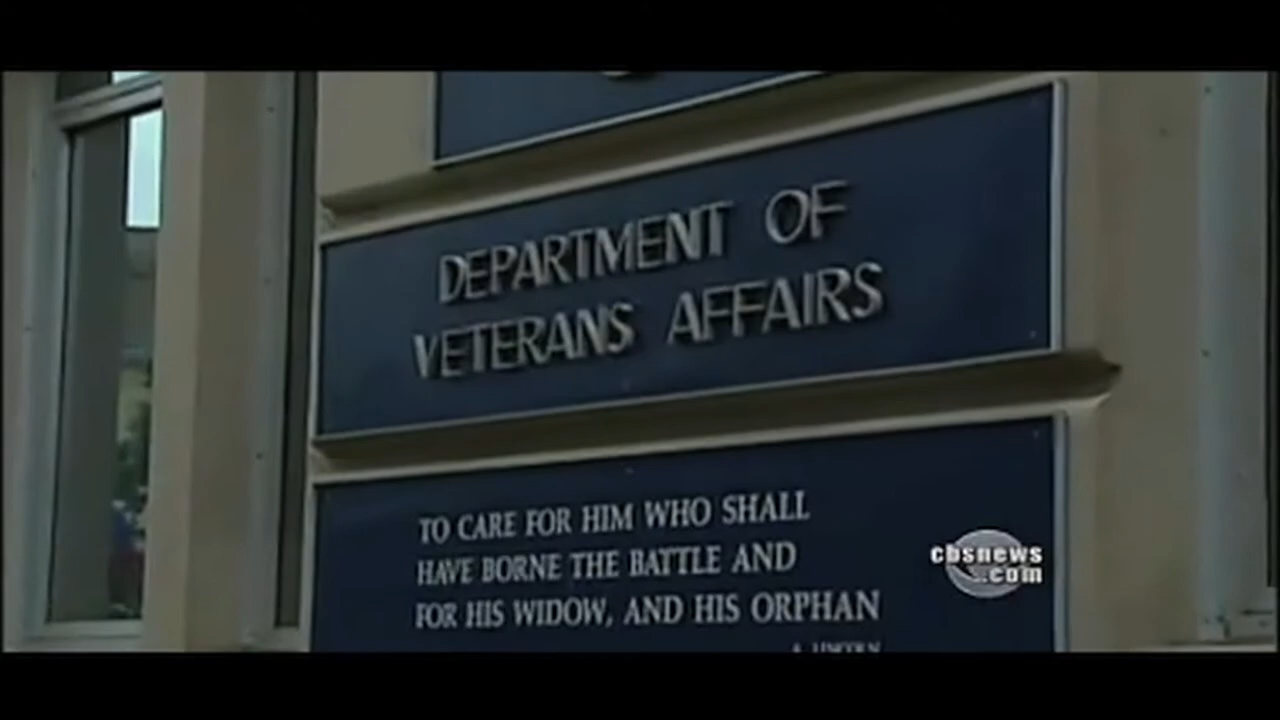 DEPARTMENT OF
VETERANS AFFAIRS
TO CARE FOR HIM WHO SHALL
HAVE BORNE THE BATTLE AND
FOR HIS WIDOW, AND HIS ORPHAN
A. LINCOLN
cbsnews
.com